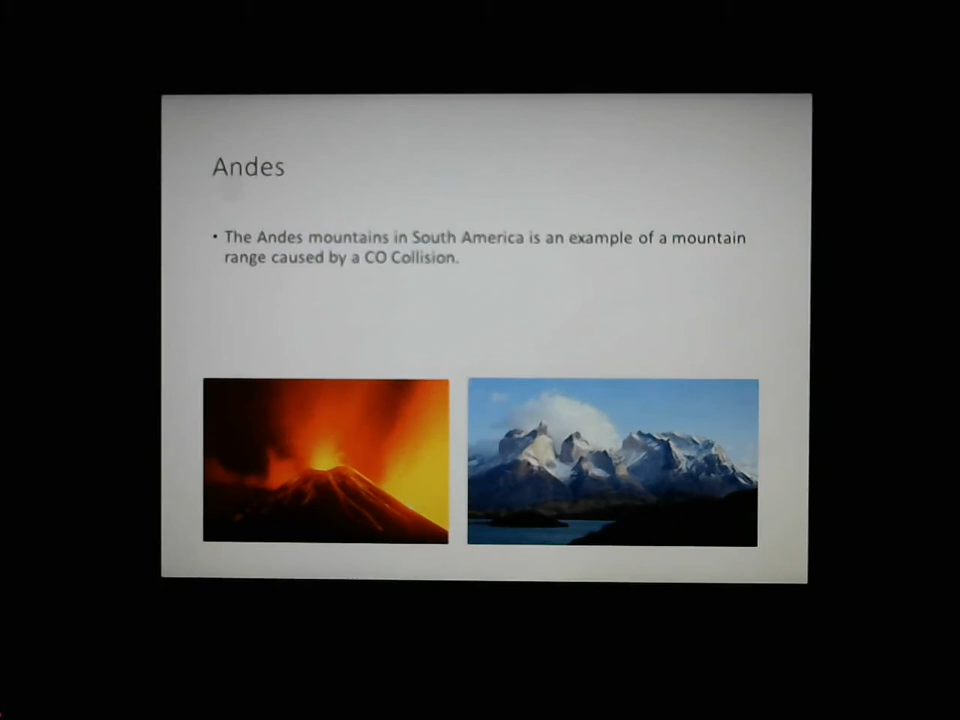 Andes
• The Andes mountains in South America is an example of a mountain
range caused by a CO Collision.